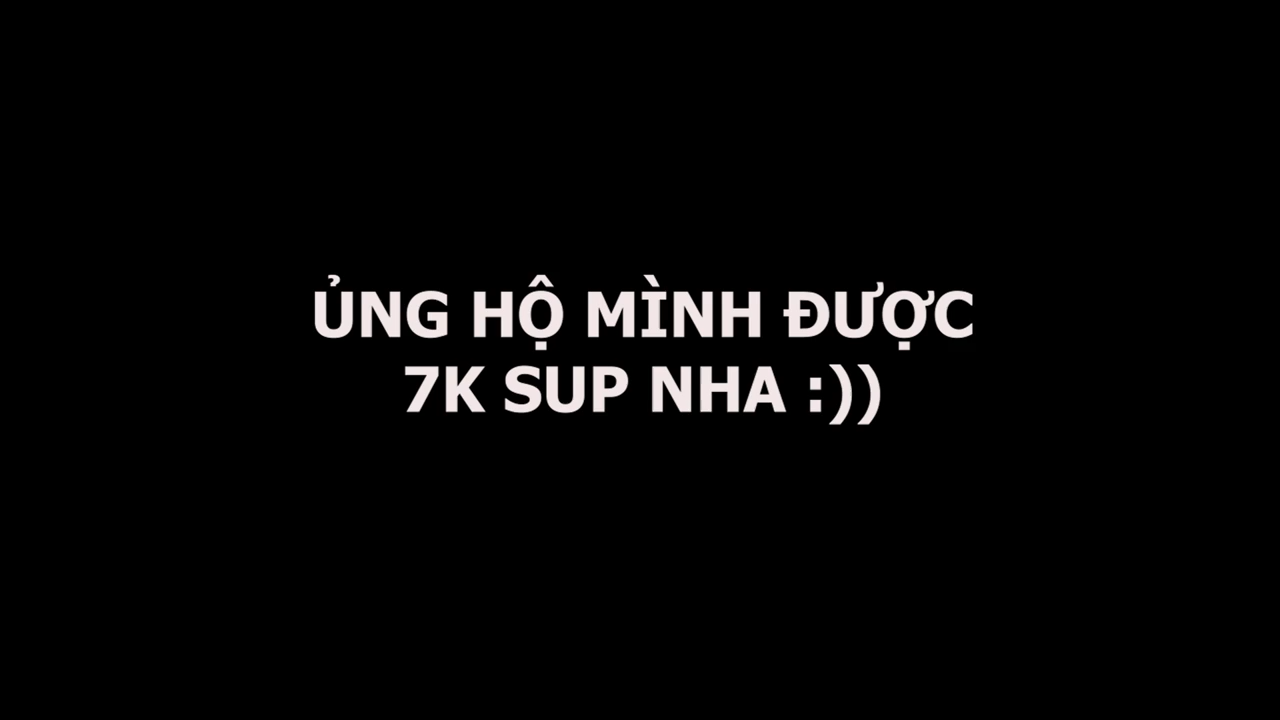 ỦNG HỘ MÌNH ĐƯỢC
7K SUP NHA :))